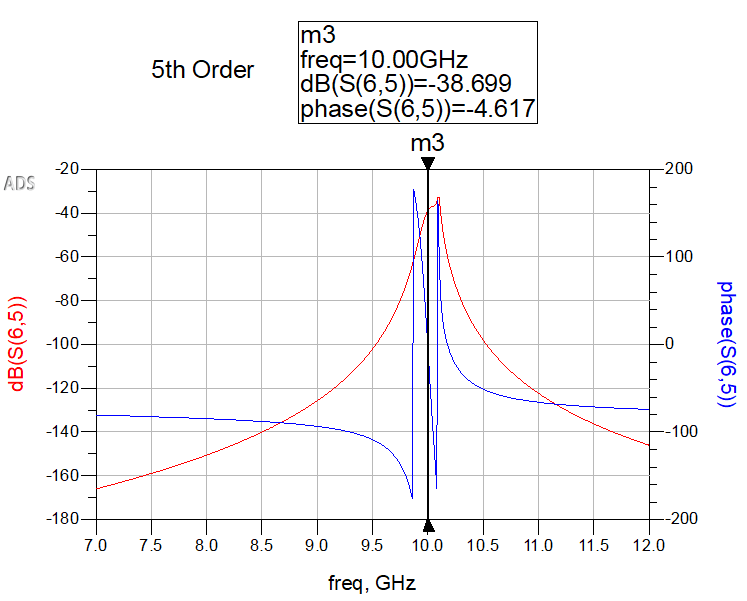 5th Order
m3
freq=10.00GHz
dB(S(6,5))=-38.699
phase(S(6,5))=-4.617
m3
ADS
-20
-40
-60
-80
-100
-120
-140
-160
-180
200
100
0
-100
-200
dB(S(6,5))
phase(S(6,5))
7.0 7.5 8.0 8.5 9.0 9.5 10.0 10.5 11.0 11.5 12.0
freq, GHz